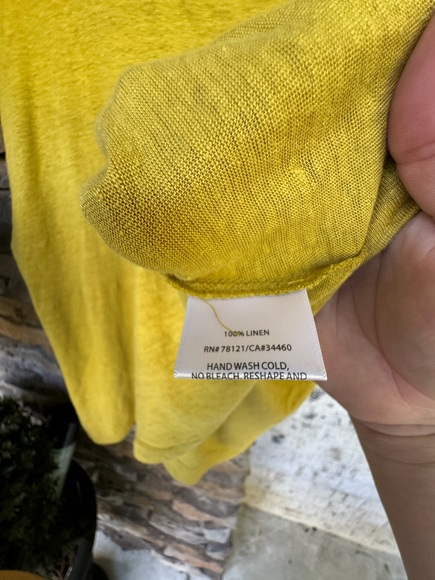 100% LINEN
RN# 78121/CA#34460
HAND WASH COLD,
NO BLEACH, RESHAPE AND